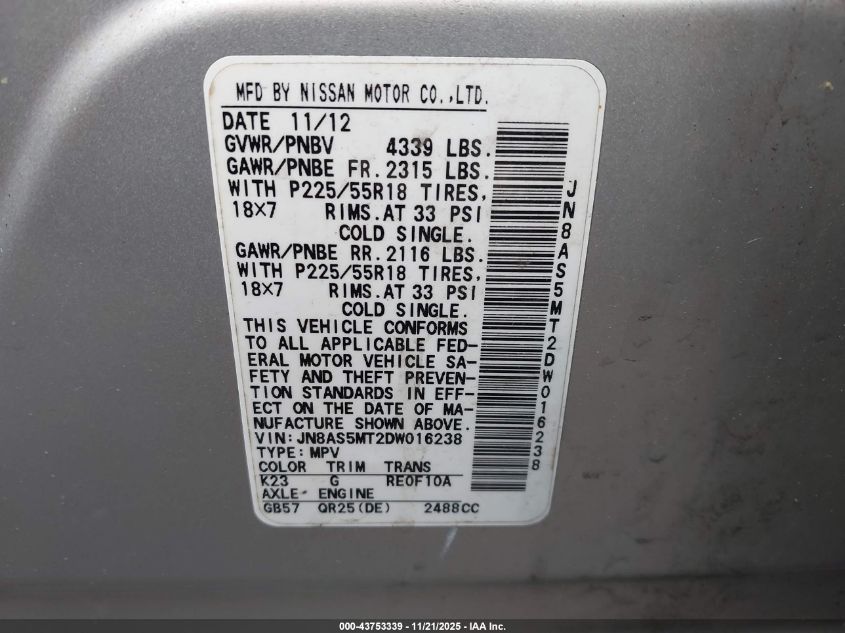 MFD BY NISSAN MOTOR CO.,LTD.
DATE 11/12
GVWR/PNBV 4339 LBS.
GAWR/PNBE FR. 2315 LBS.
WITH P225/55R18 TIRES,
18X7 RIMS.AT 33 PSI
COLD SINGLE.
GAWR/PNBE RR. 2116 LBS.
WITH P225/55R18 TIRES,
18X7 RIMS.AT 33 PSI
COLD SINGLE.
THIS VEHICLE CONFORMS
TO ALL APPLICABLE FED-
ERAL MOTOR VEHICLE SA-
FETY AND THEFT PREVEN-
TION STANDARDS IN EFF-
ECT ON THE DATE OF MA-
NUFACTURE SHOWN ABOVE.
VIN: JN8AS5MT2DW016238
TYPE: MPV
COLOR TRIM TRANS
K23 G RE0F10A
AXLE ENGINE
GB57 QR25(DE) 2488CC
JN8AS5MT2DW016238
000-43753339 - 11/21/2025 - IAA Inc.